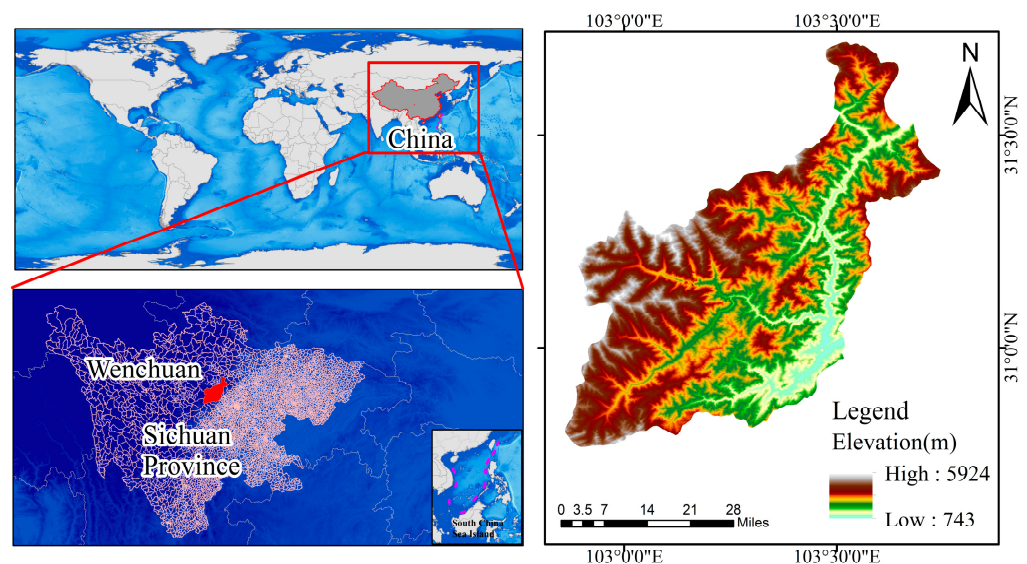 China
Wenchuan
Sichuan
Province
South China
Sea Island
103°0'0"E
103°30'0"E
N
31°30'0"N
31°0'0"N
Legend
Elevation(m)
High : 5924
Low : 743
0 3.5 7 14 21 28
Miles
103°0'0"E
103°30'0"E